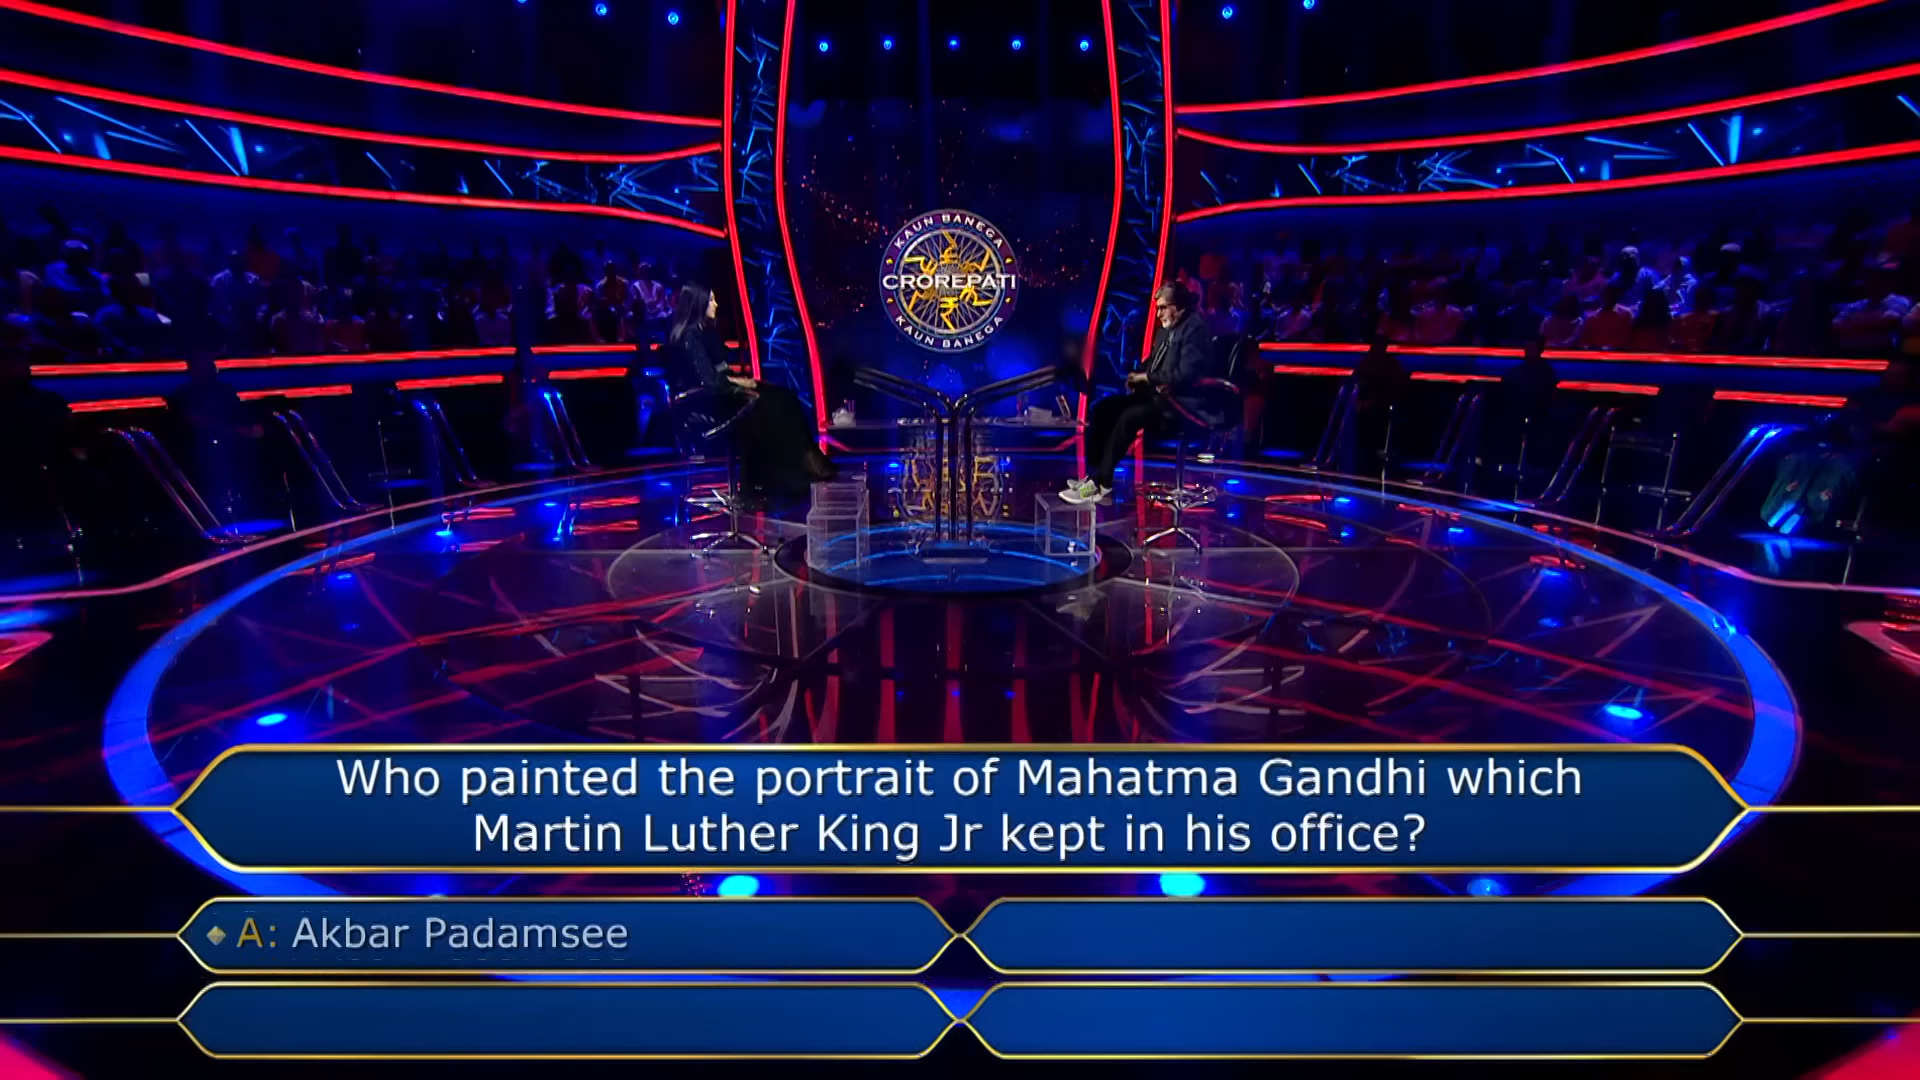 KAUN BANEGA
CROREPATI
KAUN BANEGA
Who painted the portrait of Mahatma Gandhi which
Martin Luther King Jr kept in his office?
A: Akbar Padamsee